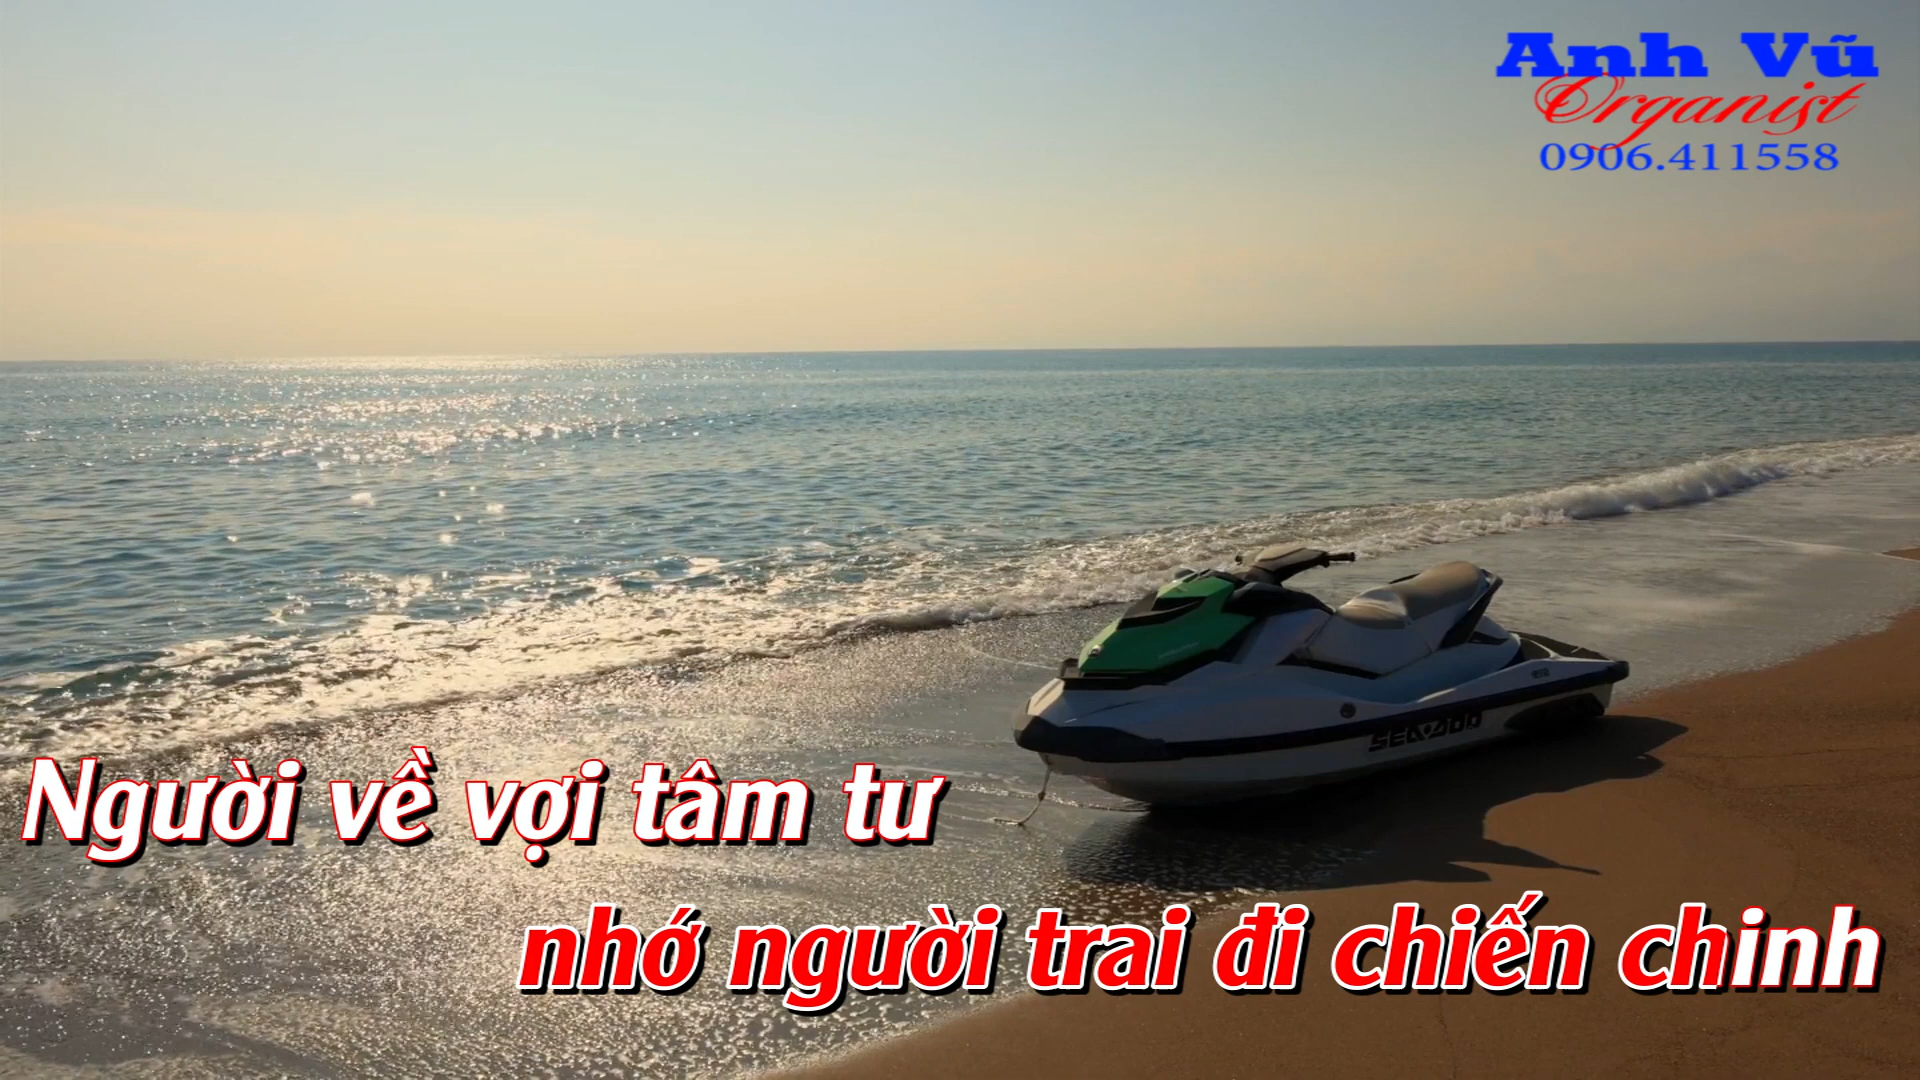 Anh Vũ
Organist
0906.411558
SEA-DOO
Người về vợi tâm tư
nhớ người trai đi chiến chinh